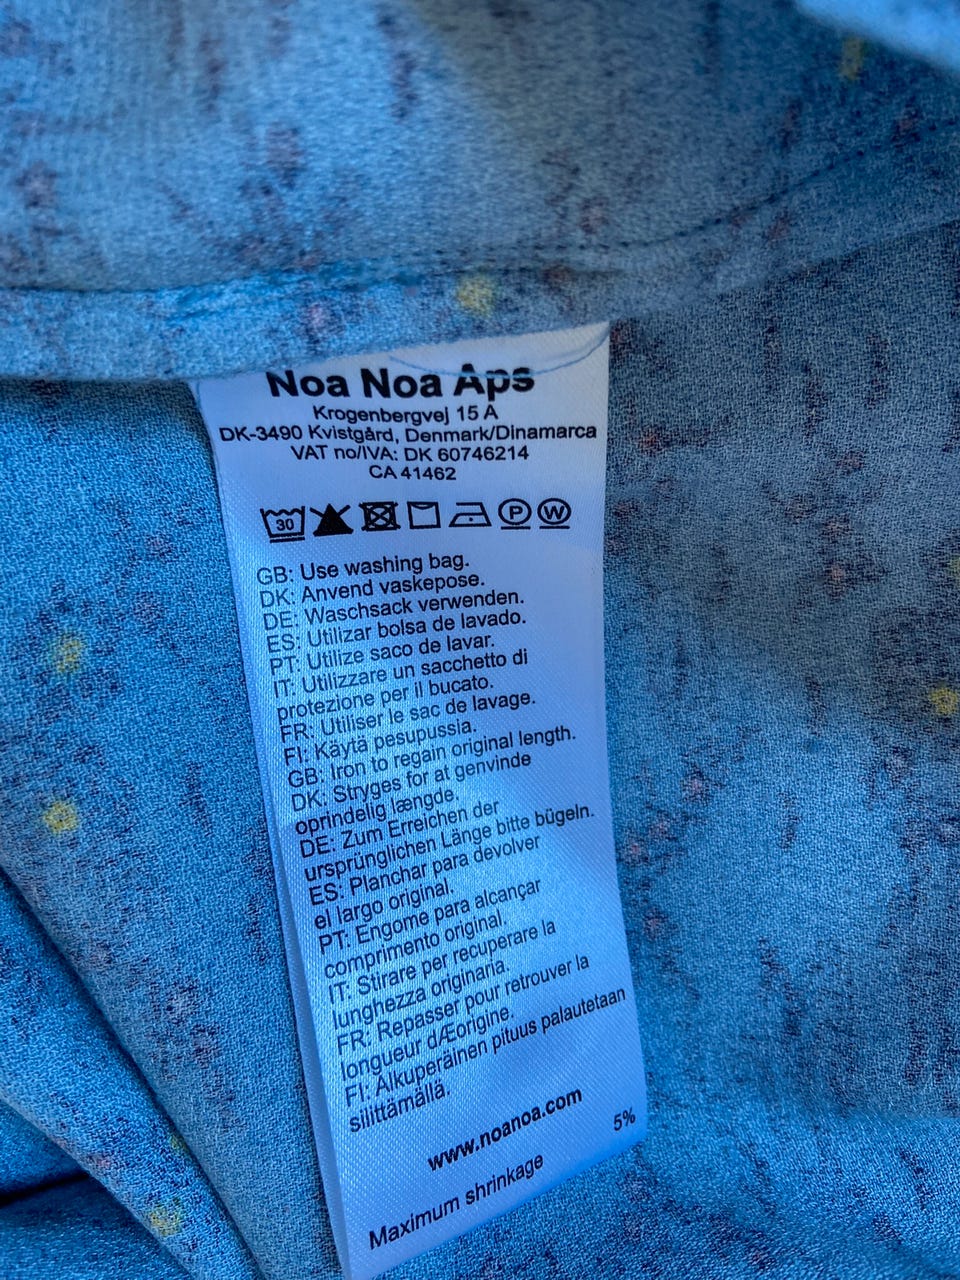 Noa Noa Aps
Krogenbergvej 15 A
DK-3490 Kvistgård, Denmark/Dinamarca
VAT no/IVA: DK 60746214
CA 41462
30 P W
GB: Use washing bag.
DK: Anvend vaskepose.
DE: Waschsack verwenden.
ES: Utilizar bolsa de lavado.
PT: Utilize saco de lavar.
IT: Utilizzare un sacchetto di
protezione per il bucato.
FR: Utiliser le sac de lavage.
FI: Käytä pesupussia.
GB: Iron to regain original length.
DK: Stryges for at genvinde
oprindelig længde.
DE: Zum Erreichen der
ursprünglichen Länge bitte bügeln.
ES: Planchar para devolver
el largo original.
PT: Engome para alcançar
comprimento original.
IT: Stirare per recuperare la
lunghezza originaria.
FR: Repasser pour retrouver la
longueur dÆorigine.
FI: Alkuperäinen pituus palautetaan
silittämällä.
www.noanoa.com
Maximum shrinkage 5%